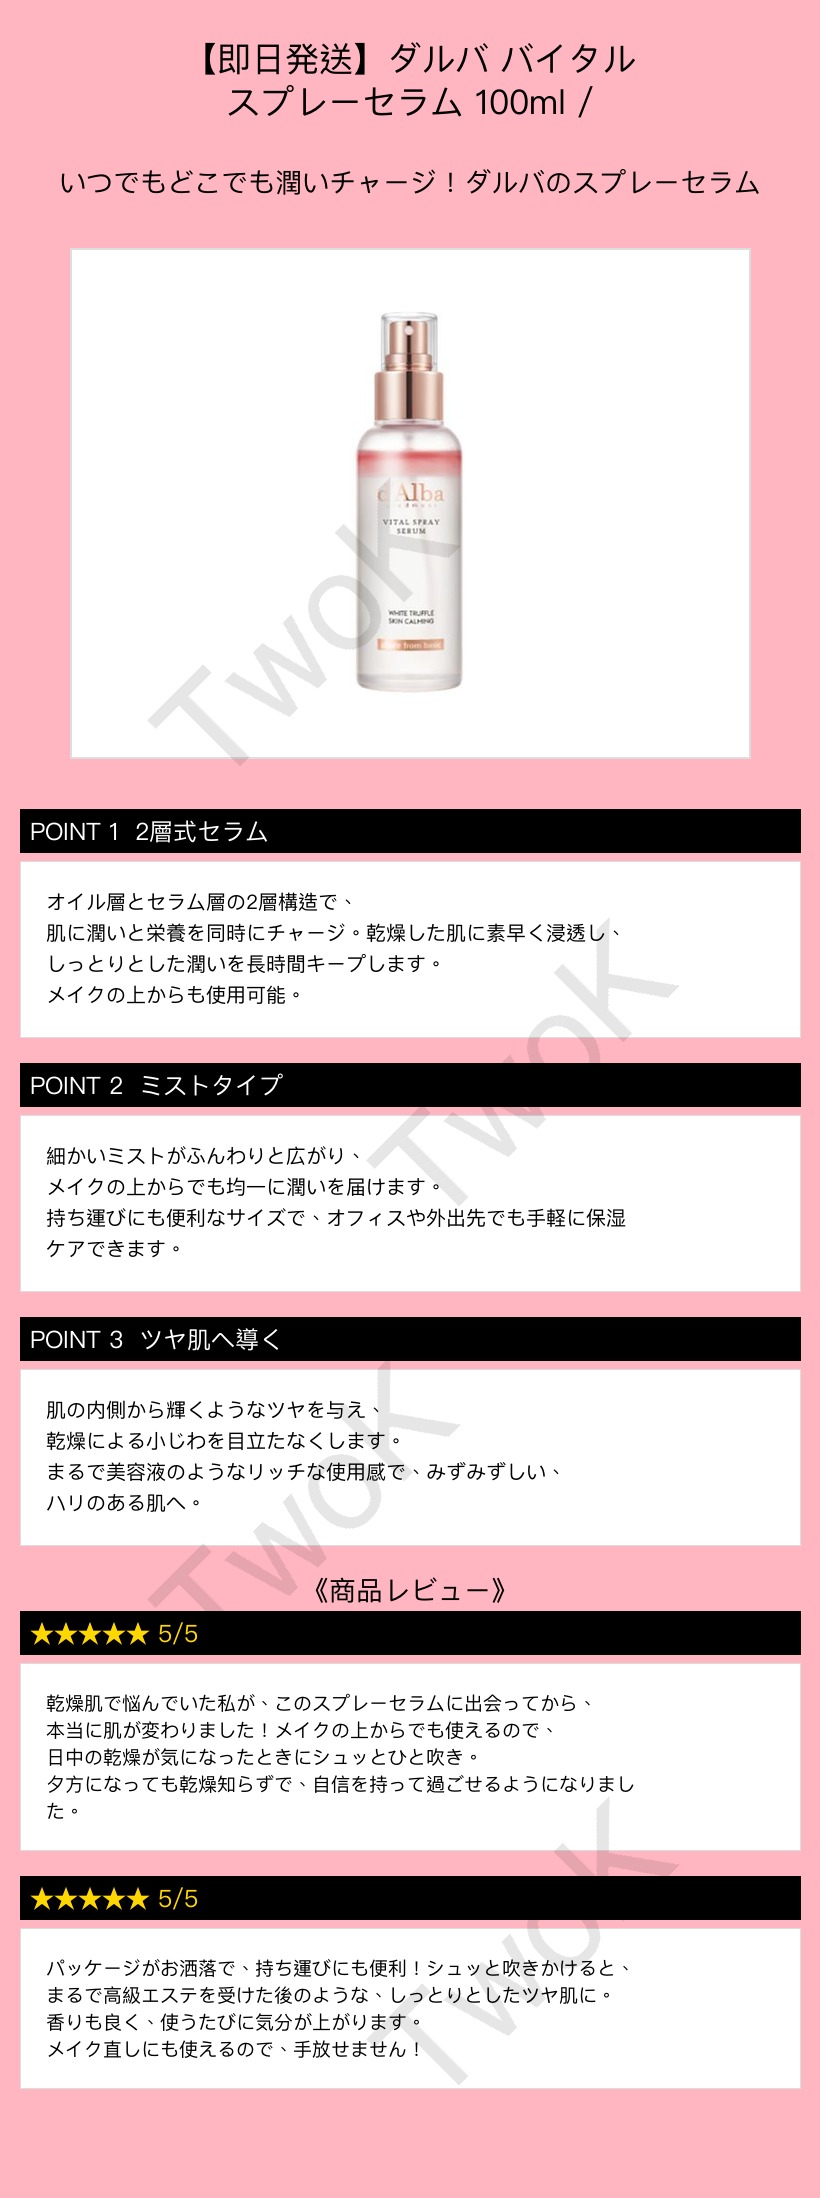 【即日発送】ダルバ バイタル
スプレーセラム 100ml /
いつでもどこでも潤いチャージ！ダルバのスプレーセラム
d'Alba
VITAL SPRAY
SERUM
WHITE TRUFFLE
SKIN CALMING
from
TwoK
POINT 1 2層式セラム
オイル層とセラム層の2層構造で、
肌に潤いと栄養を同時にチャージ。乾燥した肌に素早く浸透し、
しっとりとした潤いを長時間キープします。
メイクの上からも使用可能。
TwoK
POINT 2 ミストタイプ
細かいミストがふんわりと広がり、
メイクの上からでも均一に潤いを届けます。
持ち運びにも便利なサイズで、オフィスや外出先でも手軽に保湿
ケアできます。
POINT 3 ツヤ肌へ導く
肌の内側から輝くようなツヤを与え、
乾燥による小じわを目立たなくします。
まるで美容液のようなリッチな使用感で、みずみずしい、
ハリのある肌へ。
TwoK
《商品レビュー》
★★★★★ 5/5
乾燥肌で悩んでいた私が、このスプレーセラムに出会ってから、
本当に肌が変わりました！メイクの上からでも使えるので、
日中の乾燥が気になったときにシュッとひと吹き。
夕方になっても乾燥知らずで、自信を持って過ごせるようになりまし
た。
★★★★★ 5/5
パッケージがお洒落で、持ち運びにも便利！シュッと吹きかけると、
まるで高級エステを受けた後のような、しっとりとしたツヤ肌に。
香りも良く、使うたびに気分が上がります。
メイク直しにも使えるので、手放せません！
TwoK